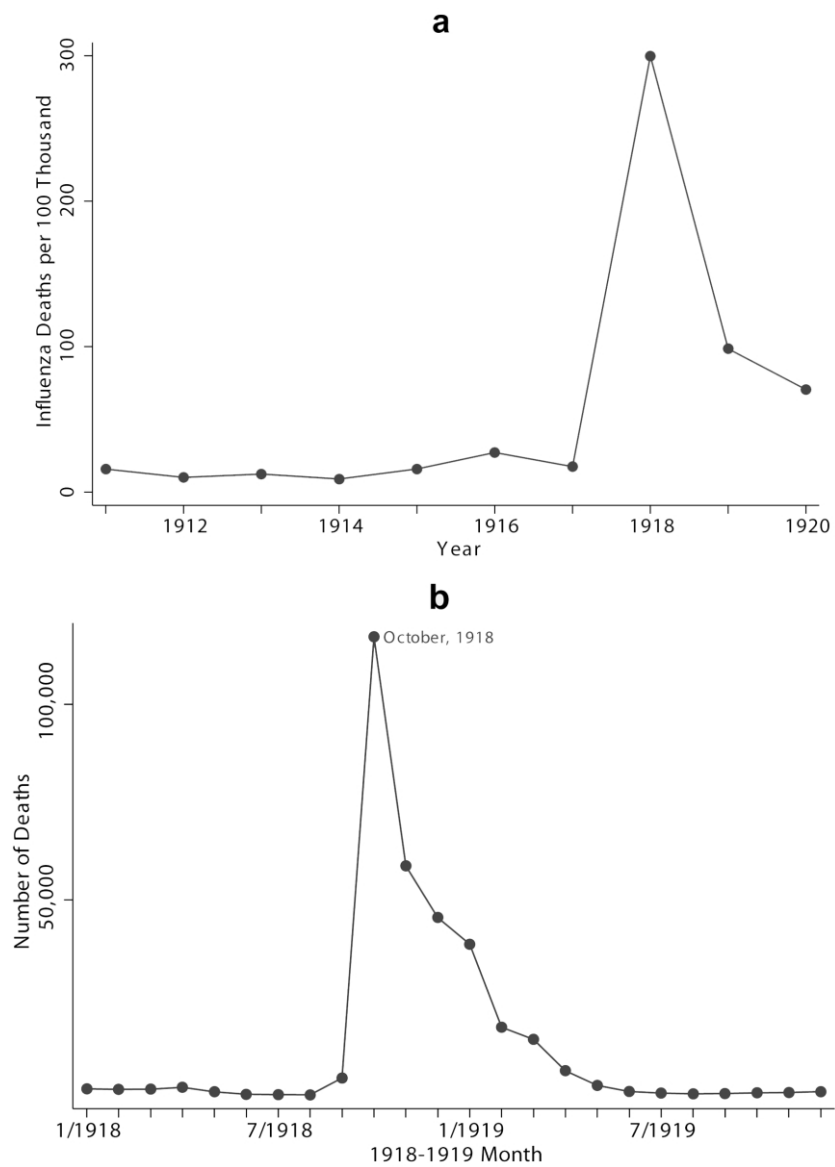 a
Influenza Deaths per 100 Thousand
300
200
100
0
1912 1914 1916 1918 1920
Year
b
October, 1918
Number of Deaths
100,000
50,000
1/1918 7/1918 1/1919 7/1919
1918-1919 Month